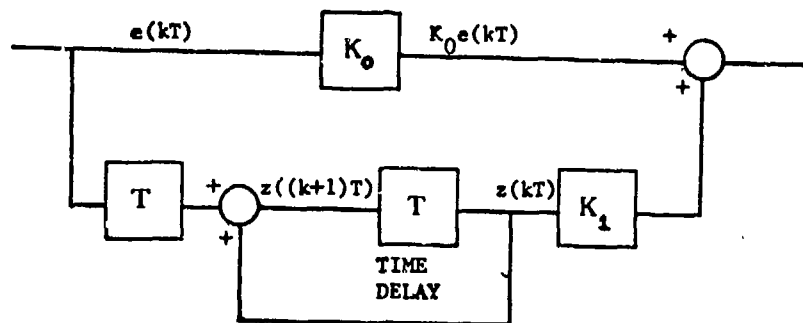 e(kT)
K₀
K₀e(kT)
+
+
T
+
+
z((k+1)T)
T
z(kT)
K₁
TIME
DELAY